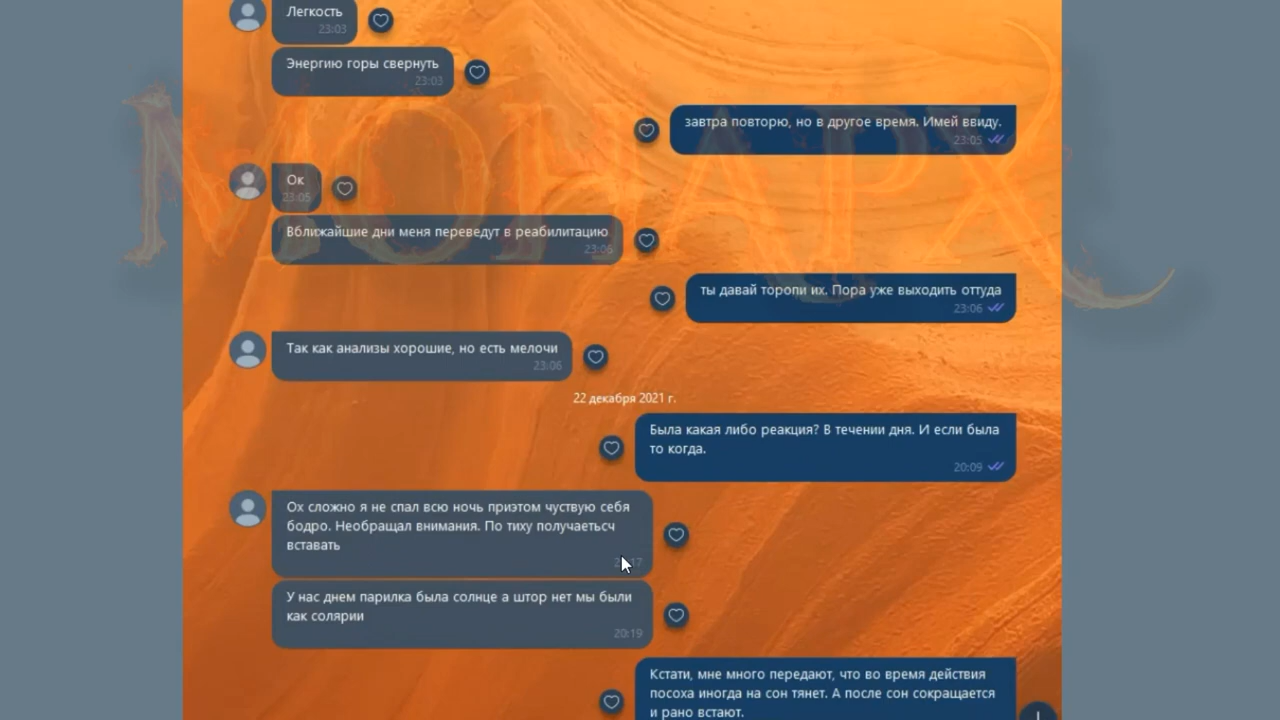 Легкость
23:03
Энергию горы свернуть
23:03
МОНАРХ
завтра повторю, но в другое время. Имей ввиду.
23:05
Ок
23:05
Вближайшие дни меня переведут в реабилитацию
23:06
ты давай торопи их. Пора уже выходить оттуда
23:06
Так как анализы хорошие, но есть мелочи
23:06
22 декабря 2021 г.
Была какая либо реакция? В течении дня. И если была
то когда.
20:09
Ох сложно я не спал всю ночь приэтом чуствую себя
бодро. Необращал внимания. По тиху получаетьсч
вставать
У нас днем парилка была солнце а штор нет мы были
как солярии
20:19
Кстати, мне много передают, что во время действия
посоха иногда на сон тянет. А после сон сокращается
и рано встают.